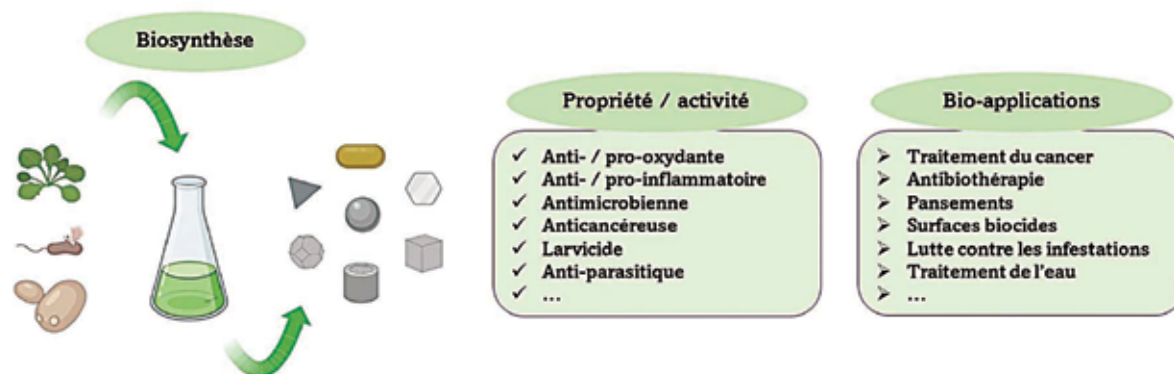 Biosynthèse
Propriété / activité
✓ Anti- / pro-oxydante
✓ Anti- / pro-inflammatoire
✓ Antimicrobienne
✓ Anticancéreuse
✓ Larvicide
✓ Anti-parasitique
✓ ...
Bio-applications
➢ Traitement du cancer
➢ Antibiothérapie
➢ Pansements
➢ Surfaces biocides
➢ Lutte contre les infestations
➢ Traitement de l'eau
➢ ...